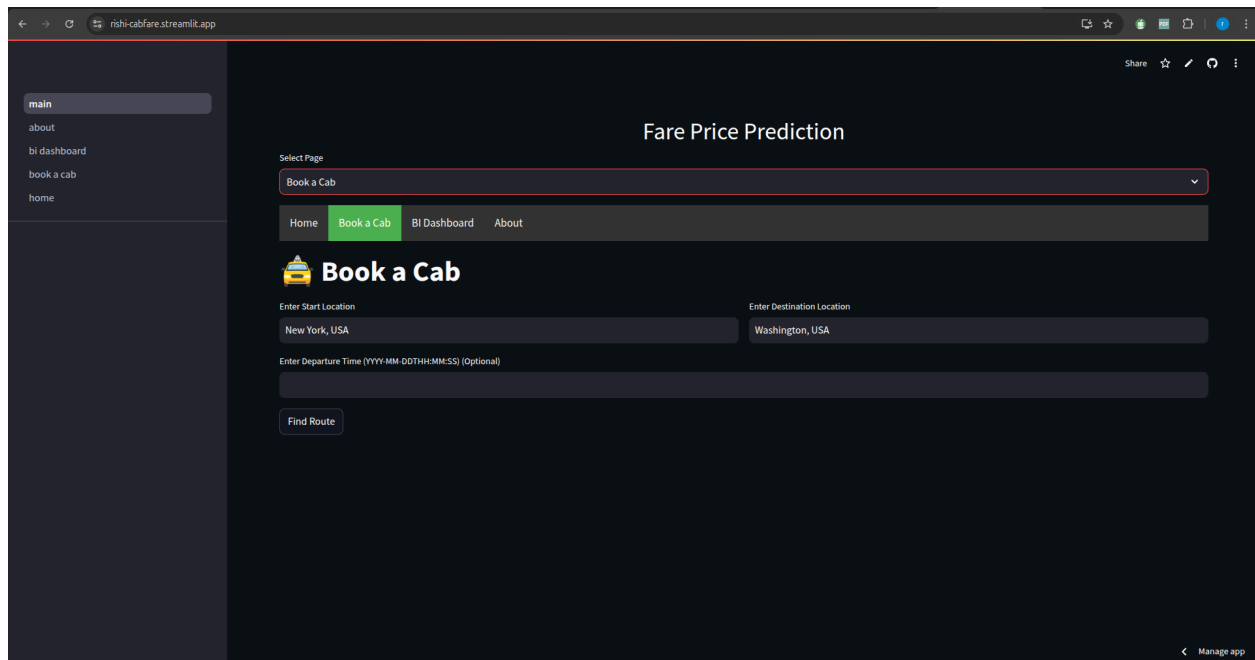 rishi-cabfare.streamlit.app
Share
main
about
bi dashboard
book a cab
home
Fare Price Prediction
Select Page
Book a Cab
Home Book a Cab BI Dashboard About
Book a Cab
Enter Start Location Enter Destination Location
New York, USA Washington, USA
Enter Departure Time (YYYY-MM-DDTHH:MM:SS) (Optional)
Find Route
Manage app